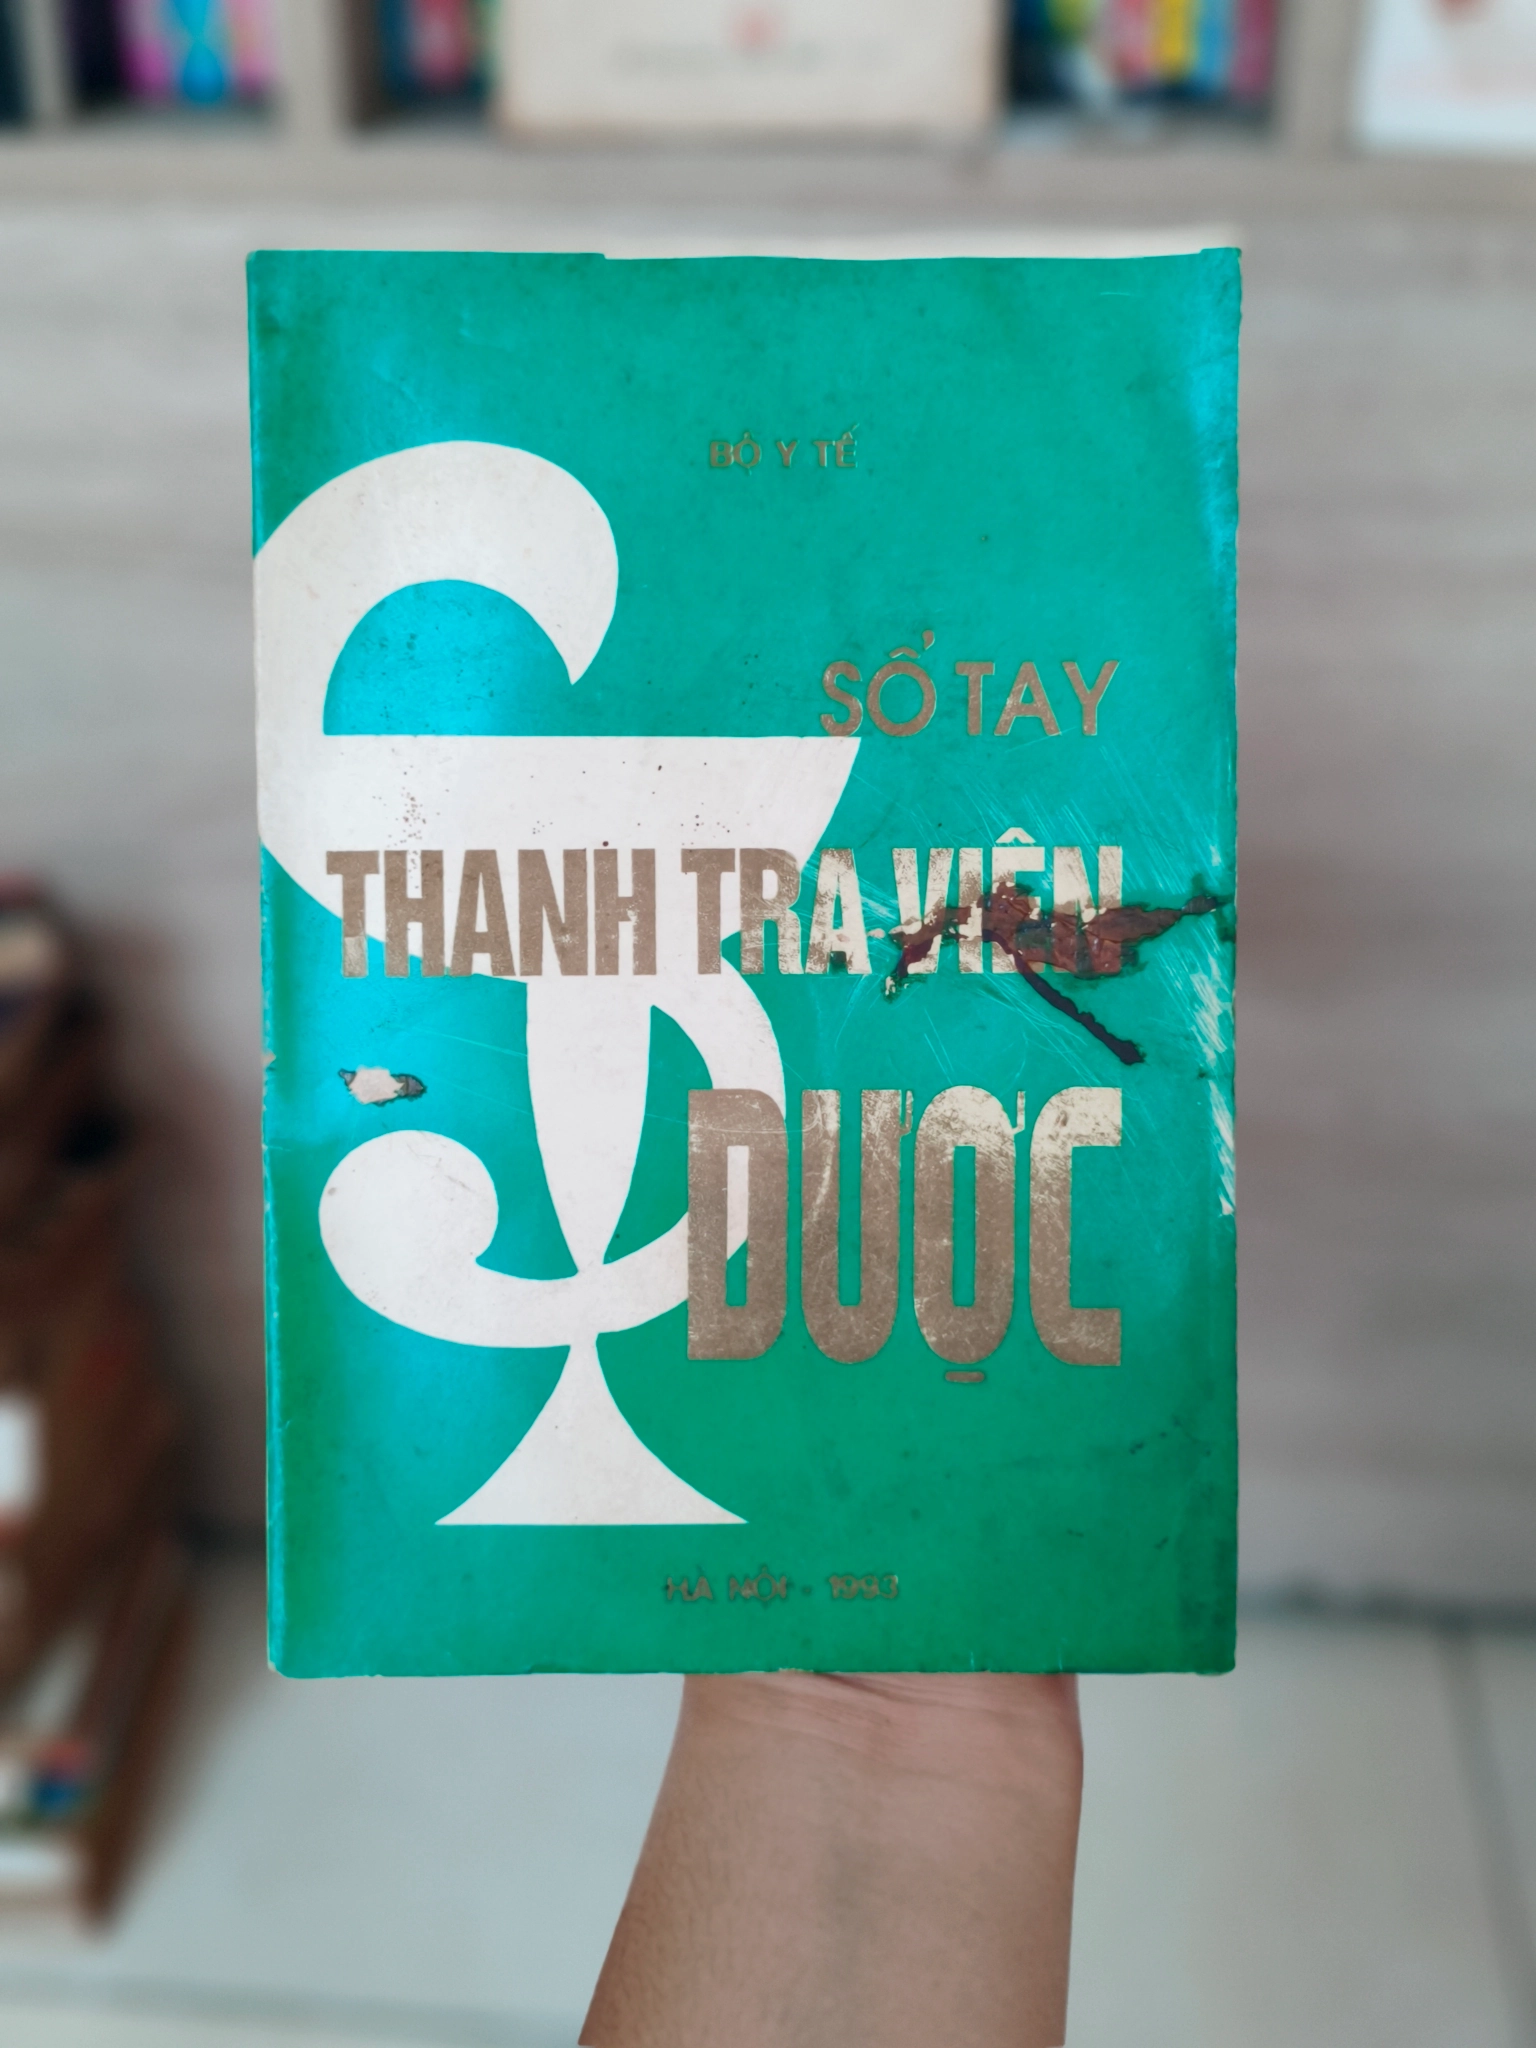 BỘ Y TẾ
SỔ TAY
THANH TRA VIÊN
DƯỢC
HÀ NỘI - 1993